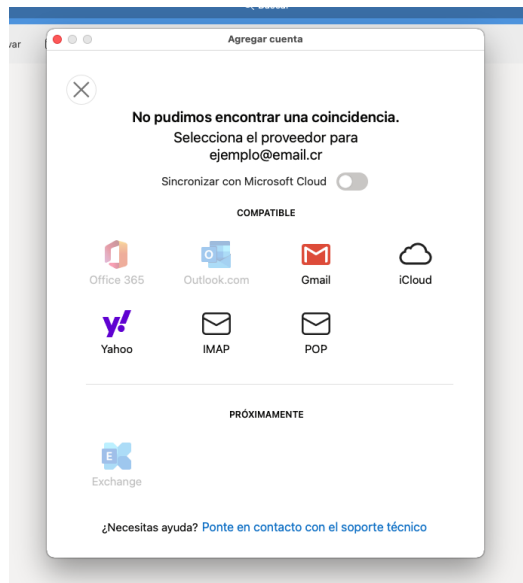 Agregar cuenta
No pudimos encontrar una coincidencia.
Selecciona el proveedor para
ejemplo@email.cr
Sincronizar con Microsoft Cloud
COMPATIBLE
Office 365
Outlook.com
Gmail
iCloud
Yahoo
IMAP
POP
PRÓXIMAMENTE
Exchange
¿Necesitas ayuda? Ponte en contacto con el soporte técnico